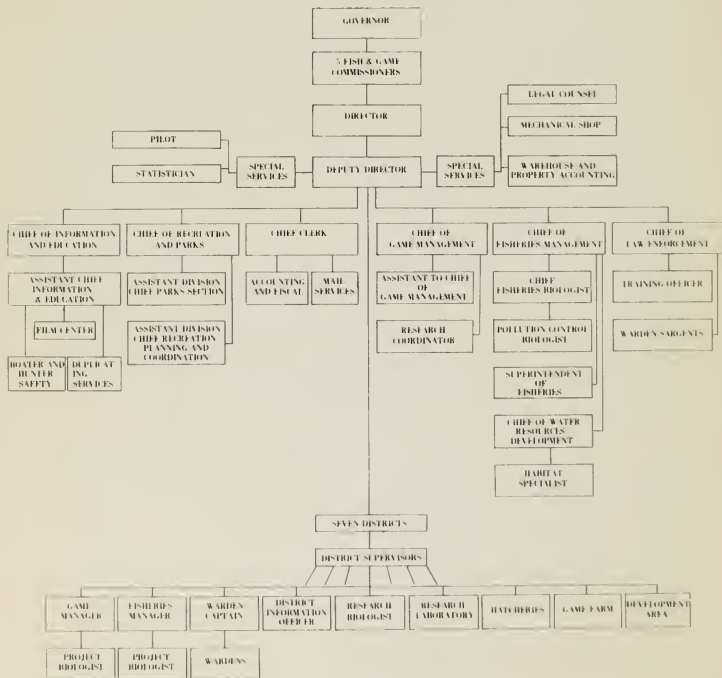 GOVERNOR
5 FISH & GAME
COMMISSIONERS
DIRECTOR
LEGAL COUNSEL
MECHANICAL SHOP
WAREHOUSE AND
PROPERTY ACCOUNTING
PILOT
STATISTICIAN
SPECIAL
SERVICES
DEPUTY DIRECTOR
SPECIAL
SERVICES
CHIEF OF INFORMATION
AND EDUCATION
CHIEF OF RECREATION
AND PARKS
CHIEF CLERK
CHIEF OF
GAME MANAGEMENT
CHIEF OF
FISHERIES MANAGEMENT
CHIEF OF
LAW ENFORCEMENT
ASSISTANT CHIEF
INFORMATION
& EDUCATION
FILM CENTER
BOATER AND
HUNTER
SAFETY
DUPLICAT
ING
SERVICES
ASSISTANT DIVISION
CHIEF PARKS SECTION
ASSISTANT DIVISION
CHIEF RECREATION
PLANNING AND
COORDINATION
ACCOUNTING
AND FISCAL
MAIL
SERVICES
ASSISTANT TO CHIEF
OF
GAME MANAGEMENT
RESEARCH
COORDINATOR
CHIEF
FISHERIES BIOLOGIST
POLLUTION CONTROL
BIOLOGIST
SUPERINTENDENT
OF
FISHERIES
CHIEF OF WATER
RESOURCES
DEVELOPMENT
HABITAT
SPECIALIST
TRAINING OFFICER
WARDEN SARGENTS
SEVEN DISTRICTS
DISTRICT SUPERVISORS
GAME
MANAGER
FISHERIES
MANAGER
WARDEN
CAPTAIN
DISTRICT
INFORMATION
OFFICER
RESEARCH
BIOLOGIST
RESEARCH
LABORATORY
HATCHERIES
GAME FARM
DEVELOPMENT
AREA
PROJECT
BIOLOGIST
PROJECT
BIOLOGIST
WARDENS